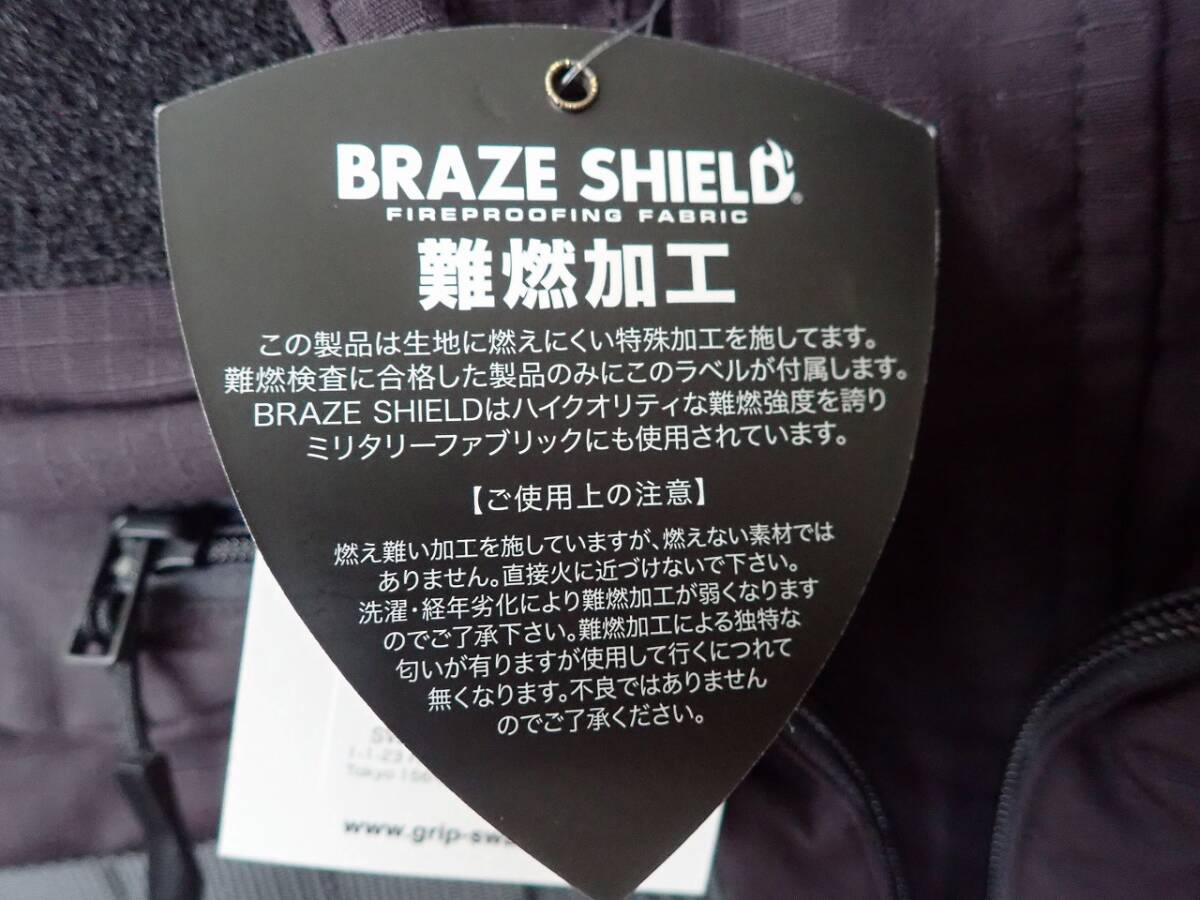 BRAZE SHIELD®
FIREPROOFING FABRIC
難燃加工
この製品は生地に燃えにくい特殊加工を施してます。
難燃検査に合格した製品のみにこのラベルが付属します。
BRAZE SHIELDはハイクオリティな難燃強度を誇り
ミリタリーファブリックにも使用されています。
【ご使用上の注意】
燃え難い加工を施していますが、燃えない素材では
ありません。直接火に近づけないで下さい。
洗濯・経年劣化により難燃加工が弱くなります
のでご了承下さい。難燃加工による独特な
匂いが有りますが使用して行くにつれて
無くなります。不良ではありません
のでご了承ください。
1-1-23
Tokyo 150
www.grip-sw